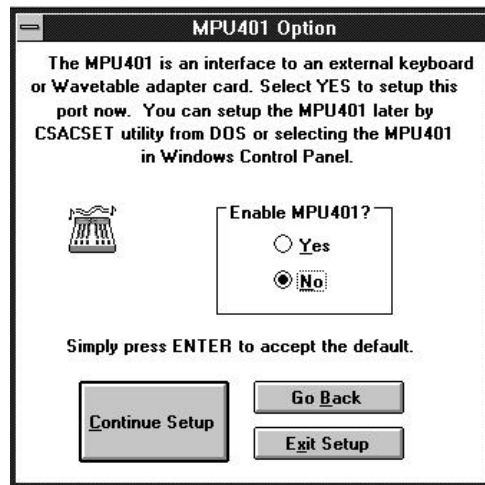 MPU401 Option
The MPU401 is an interface to an external keyboard
or Wavetable adapter card. Select YES to setup this
port now. You can setup the MPU401 later by
CSACSET utility from DOS or selecting the MPU401
in Windows Control Panel.
Enable MPU401?
Yes
No
Simply press ENTER to accept the default.
Continue Setup
Go Back
Exit Setup